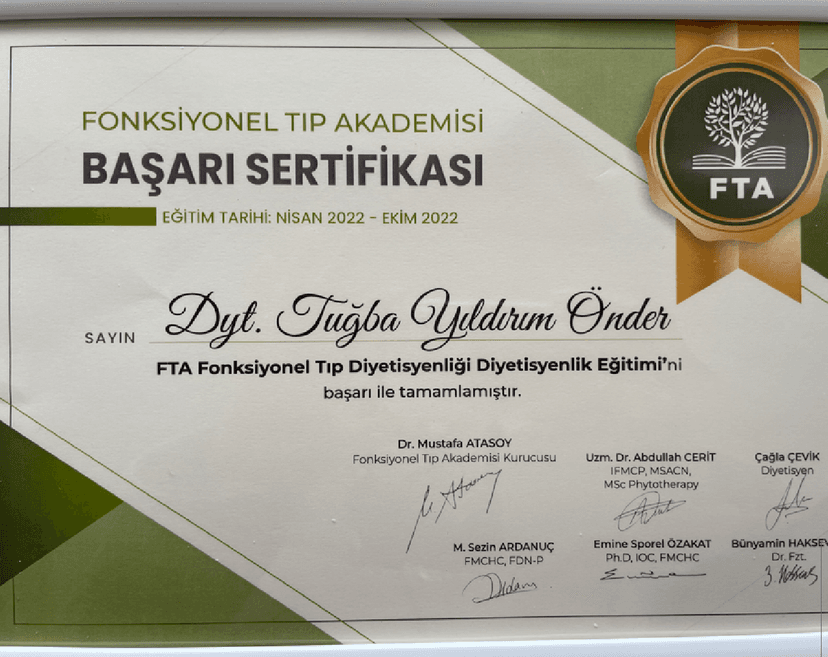 FONKSİYONEL TIP AKADEMİSİ
BAŞARI SERTİFİKASI
EĞİTİM TARİHİ: NİSAN 2022 - EKİM 2022
FTA
SAYIN Dyt. Tuğba Yıldırım Önder
FTA Fonksiyonel Tıp Diyetisyenliği Diyetisyenlik Eğitimi'ni
başarı ile tamamlamıştır.
Dr. Mustafa ATASOY
Fonksiyonel Tıp Akademisi Kurucusu
Uzm. Dr. Abdullah CERİT
IFMCP, MSACN,
MSc Phytotherapy
Çağla ÇEVİK
Diyetisyen
M. Sezin ARDANUÇ
FMCHC, FDN-P
Emine Sporel ÖZAKAT
Ph.D, IOC, FMCHC
Bünyamin HAKSEV
Dr. Fzt.